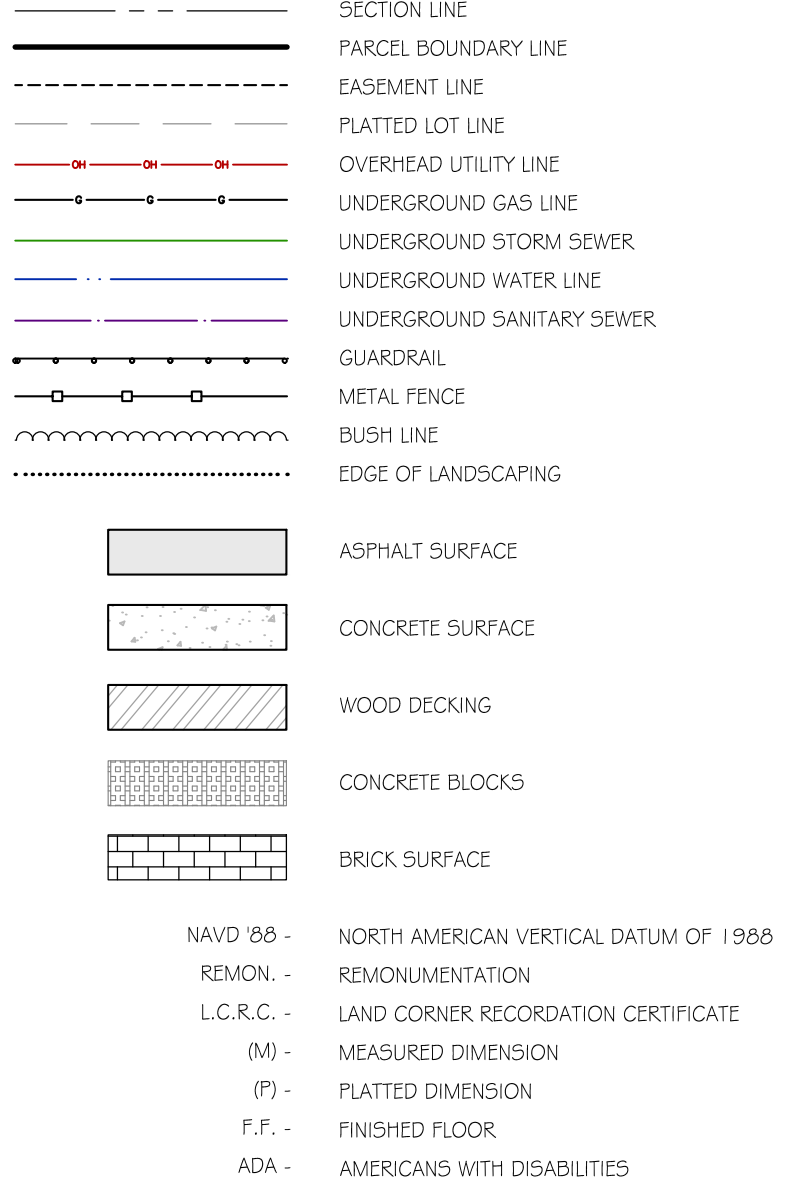 SECTION LINE
PARCEL BOUNDARY LINE
EASEMENT LINE
PLATTED LOT LINE
OH OH OH OVERHEAD UTILITY LINE
G G G UNDERGROUND GAS LINE
UNDERGROUND STORM SEWER
UNDERGROUND WATER LINE
UNDERGROUND SANITARY SEWER
GUARDRAIL
METAL FENCE
BUSH LINE
EDGE OF LANDSCAPING
ASPHALT SURFACE
CONCRETE SURFACE
WOOD DECKING
CONCRETE BLOCKS
BRICK SURFACE
NAVD '88 - NORTH AMERICAN VERTICAL DATUM OF 1988
REMON. - REMONUMENTATION
L.C.R.C. - LAND CORNER RECORDATION CERTIFICATE
(M) - MEASURED DIMENSION
(P) - PLATTED DIMENSION
F.F. - FINISHED FLOOR
ADA - AMERICANS WITH DISABILITIES